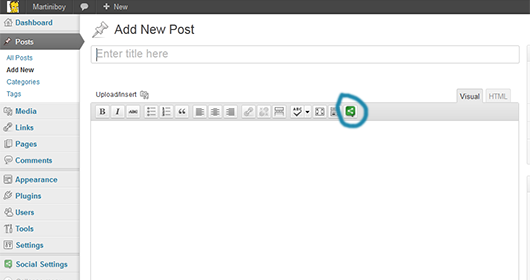 Martiniboy + New
Dashboard
Add New Post
Posts
Enter title here
All Posts
Add New
Categories
Tags
Upload/Insert
Visual HTML
Media
B I ABC ABC
Links
Pages
Comments
Appearance
Plugins
Users
Tools
Settings
Social Settings